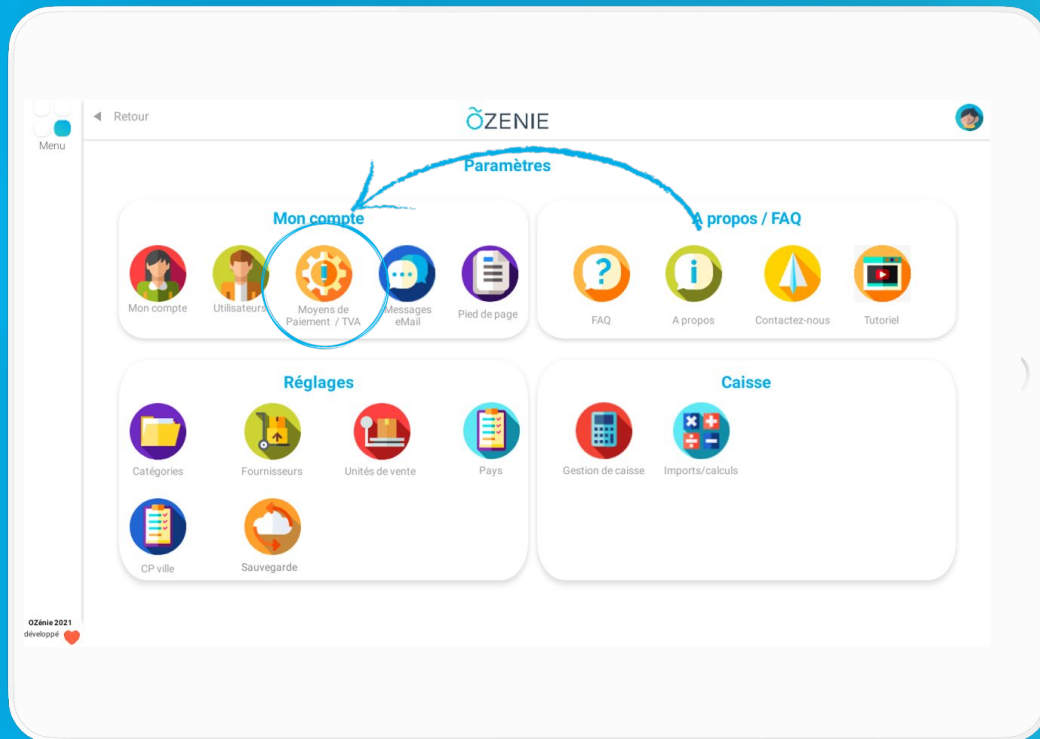 Menu
Retour
ÕZENIE
Paramètres
Mon compte
Mon compte
Utilisateurs
Moyens de
Paiement / TVA
Messages
eMail
Pied de page
A propos / FAQ
FAQ
A propos
Contactez-nous
Tutoriel
Réglages
Catégories
Fournisseurs
Unités de vente
Pays
CP ville
Sauvegarde
Caisse
Gestion de caisse
Imports/calculs
OZénie 2021
développé